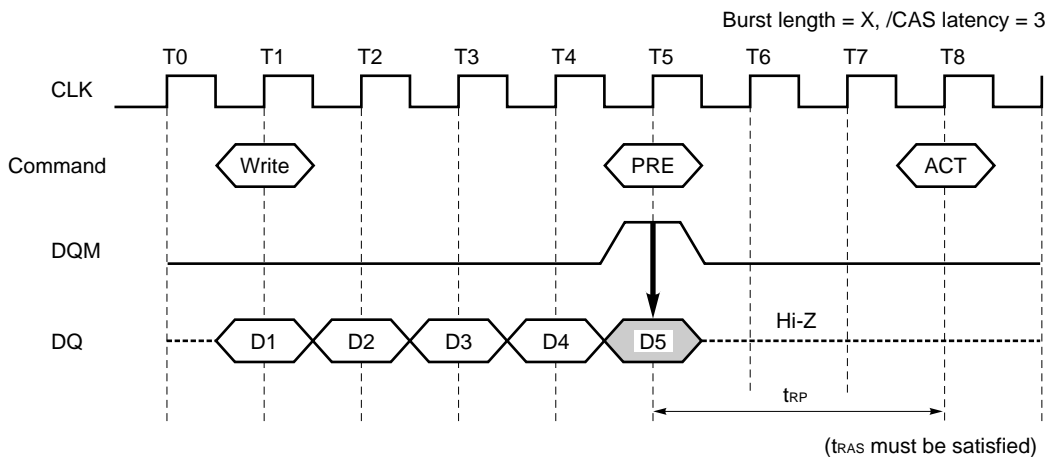 Burst length = X, /CAS latency = 3
T0 T1 T2 T3 T4 T5 T6 T7 T8
CLK
Command Write PRE ACT
DQM
DQ D1 D2 D3 D4 D5 Hi-Z
tRP
(tRAS must be satisfied)